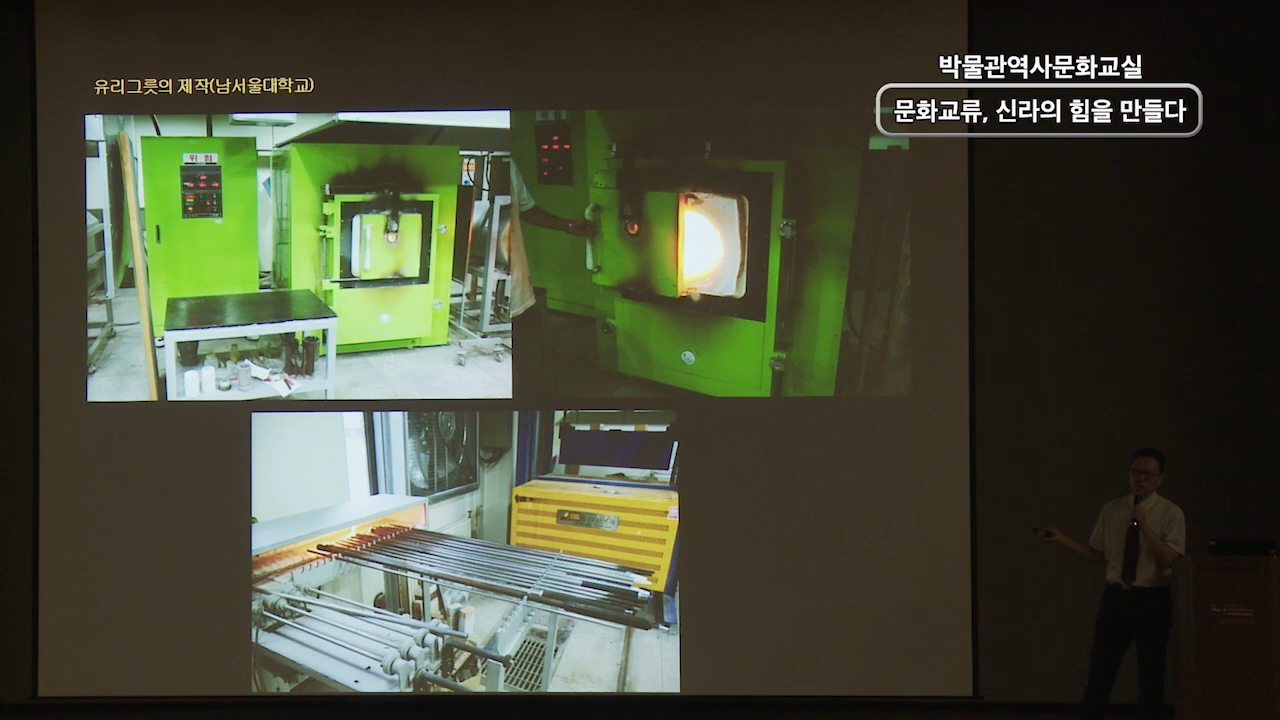 유리그릇의 제작(남서울대학교)
박물관역사문화교실
문화교류, 신라의 힘을 만들다
위 험